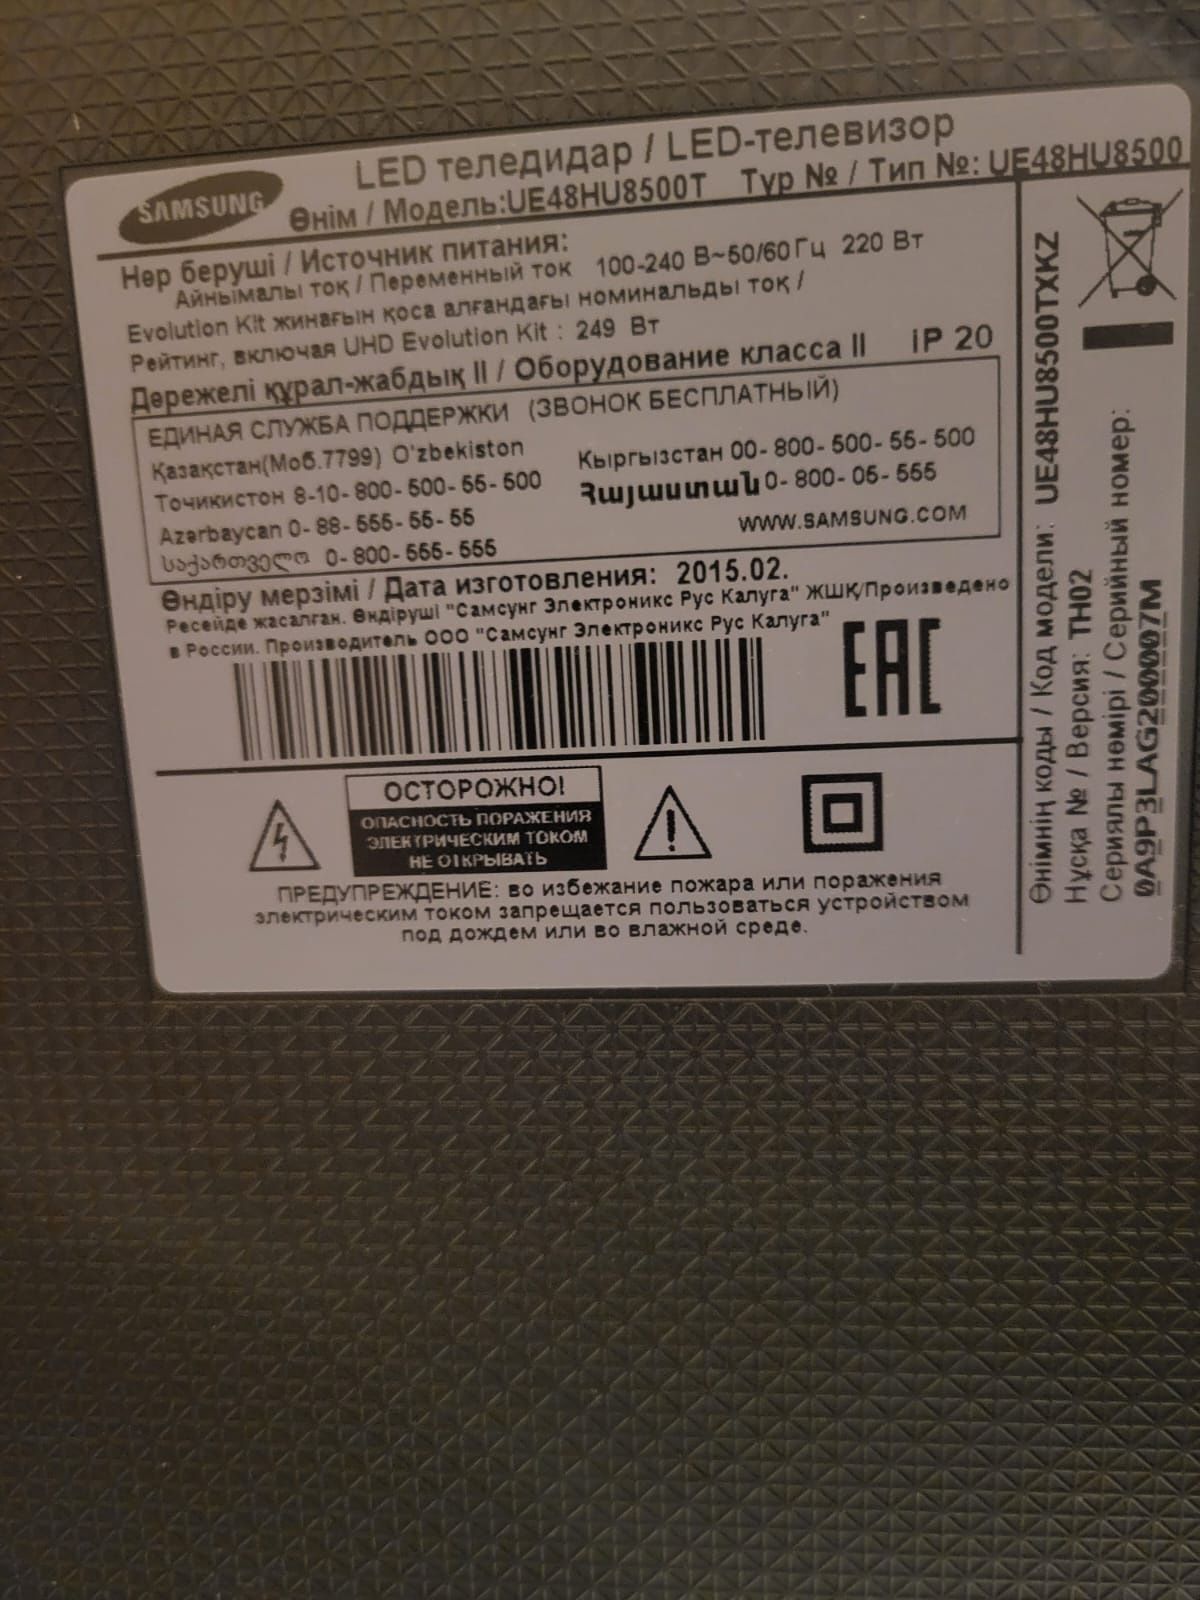 SAMSUNG
LED теледидар / LED-телевизор
Өнім / Модель:UE48HU8500T Тур № / Тип №: UE48HU8500
Нәр беруші / Источник питания:
Айнымалы тоқ / Переменный ток 100-240 В~50/60Гц 220 Вт
Evolution Kit жинағын қоса алғандағы номинальды тоқ /
Рейтинг, включая UHD Evolution Kit : 249 Вт
Дәрежелі құрал-жабдық II / Оборудование класса II IP 20
ЕДИНАЯ СЛУЖБА ПОДДЕРЖКИ (ЗВОНОК БЕСПЛАТНЫЙ)
Қазақстан(Моб.7799) O'zbekiston
Точикистон 8-10-800-500-55-500
Кыргызстан 00-800-500-55-500
Azərbaycan 0-88-555-55-55
Հայաստան 0-800-05-555
საქართველო 0-800-555-555
WWW.SAMSUNG.COM
Өндіру мерзімі / Дата изготовления: 2015.02.
Ресейде жасалған. Өндіруші "Самсунг Электроникс Рус Калуга" ЖШҚ/Произведено
в России. Производитель ООО "Самсунг Электроникс Рус Калуга"
EAC
ОСТОРОЖНО!
ОПАСНОСТЬ ПОРАЖЕНИЯ
ЭЛЕКТРИЧЕСКИМ ТОКОМ
НЕ ОТКРЫВАТЬ
ПРЕДУПРЕЖДЕНИЕ: во избежание пожара или поражения
электрическим током запрещается пользоваться устройством
под дождем или во влажной среде.
Өнімнің коды / Код модели: UE48HU8500TXKZ
Нұсқа № / Версия: TH02
Сериялы нөмірі / Серийный номер:
0A9P3LAG200007M